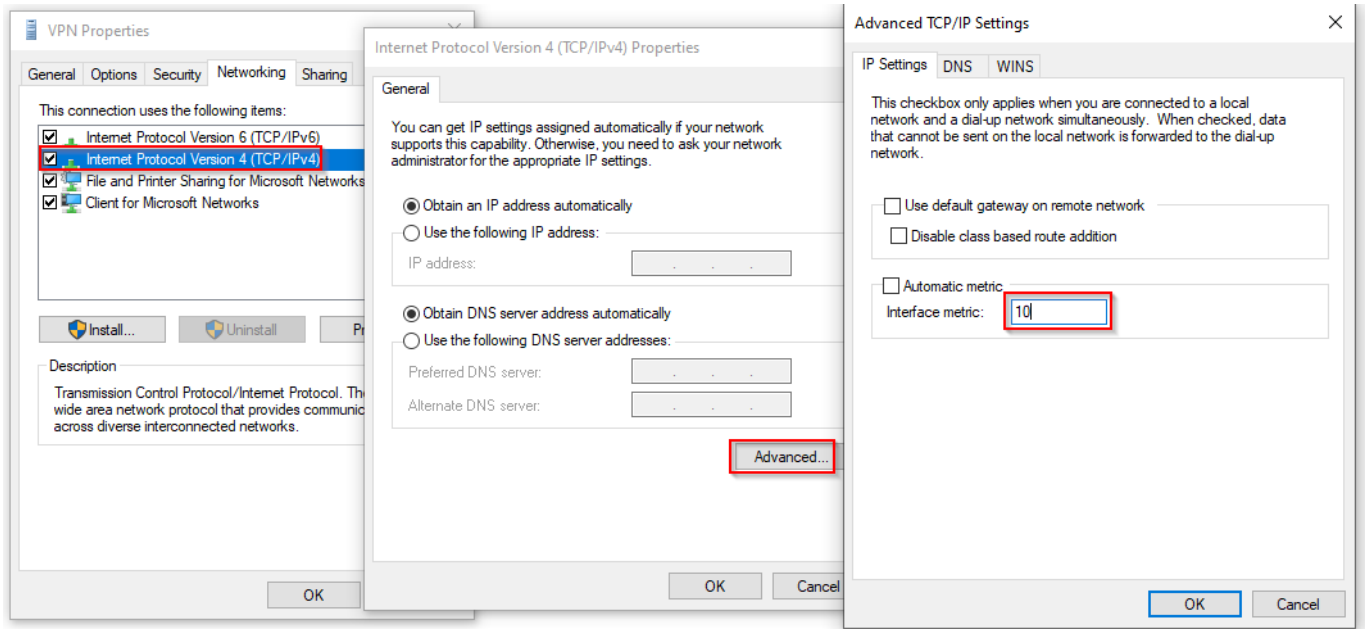 VPN Properties
General Options Security Networking Sharing
This connection uses the following items:
Internet Protocol Version 6 (TCP/IPv6)
Internet Protocol Version 4 (TCP/IPv4)
File and Printer Sharing for Microsoft Networks
Client for Microsoft Networks
Install... Uninstall Pr
Description
Transmission Control Protocol/Internet Protocol. The
wide area network protocol that provides communic
across diverse interconnected networks.
OK
Internet Protocol Version 4 (TCP/IPv4) Properties
General
You can get IP settings assigned automatically if your network
supports this capability. Otherwise, you need to ask your network
administrator for the appropriate IP settings.
Obtain an IP address automatically
Use the following IP address:
IP address:
Obtain DNS server address automatically
Use the following DNS server addresses:
Preferred DNS server:
Alternate DNS server:
Advanced...
OK Cancel
Advanced TCP/IP Settings
IP Settings DNS WINS
This checkbox only applies when you are connected to a local
network and a dial-up network simultaneously. When checked, data
that cannot be sent on the local network is forwarded to the dial-up
network.
Use default gateway on remote network
Disable class based route addition
Automatic metric
Interface metric: 10
OK Cancel